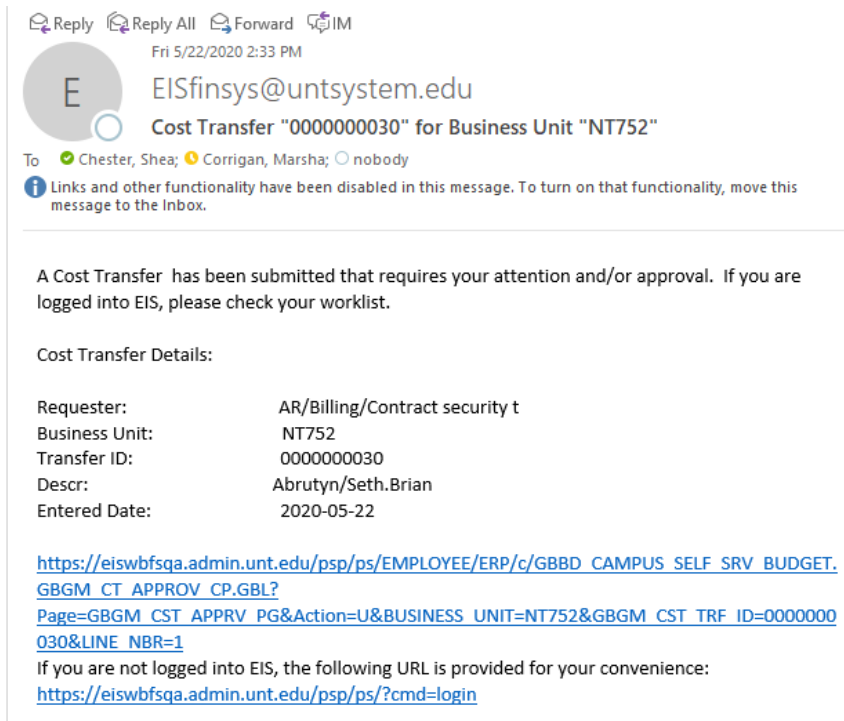 Reply Reply All Forward IM
Fri 5/22/2020 2:33 PM
E
EISfinsys@untsystem.edu
Cost Transfer "0000000030" for Business Unit "NT752"
To Chester, Shea; Corrigan, Marsha; nobody
Links and other functionality have been disabled in this message. To turn on that functionality, move this
message to the Inbox.
A Cost Transfer has been submitted that requires your attention and/or approval. If you are
logged into EIS, please check your worklist.
Cost Transfer Details:
Requester: AR/Billing/Contract security t
Business Unit: NT752
Transfer ID: 0000000030
Descr: Abrutyn/Seth.Brian
Entered Date: 2020-05-22
https://eiswbfsqa.admin.unt.edu/psp/ps/EMPLOYEE/ERP/c/GBBD_CAMPUS_SELF_SRV_BUDGET.
GBGM_CT_APPROV_CP.GBL?
Page=GBGM_CST_APPRV_PG&Action=U&BUSINESS_UNIT=NT752&GBGM_CST_TRF_ID=0000000
030&LINE_NBR=1
If you are not logged into EIS, the following URL is provided for your convenience:
https://eiswbfsqa.admin.unt.edu/psp/ps/?cmd=login